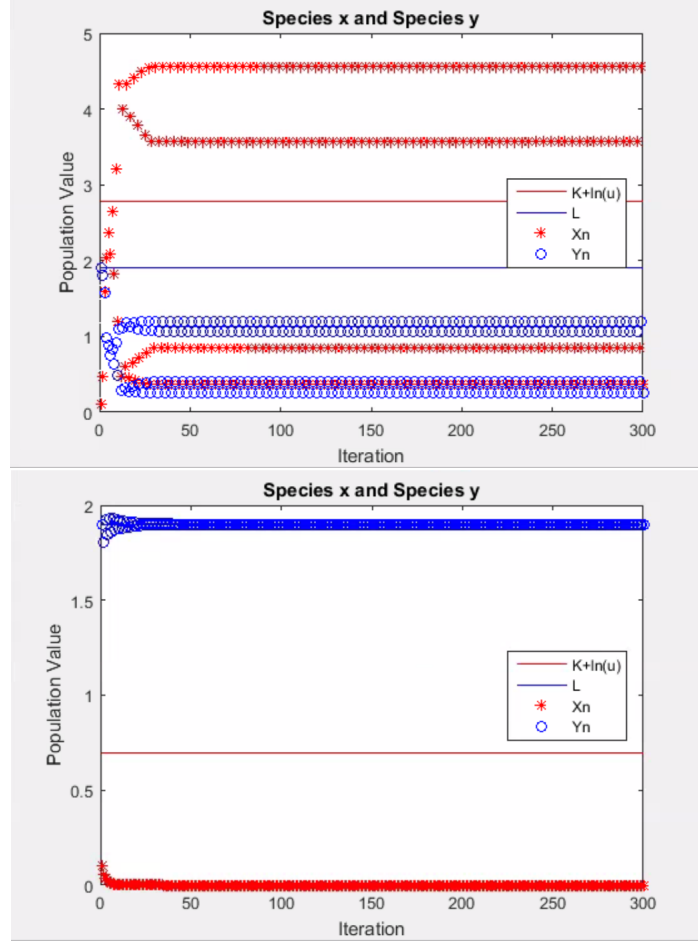 Species x and Species y
5
4
3
2
1
0
Population Value
K+ln(u)
L
Xn
Yn
0
50
100
150
200
250
300
Iteration
Species x and Species y
2
1.5
1
0.5
0
Population Value
K+ln(u)
L
Xn
Yn
0
50
100
150
200
250
300
Iteration